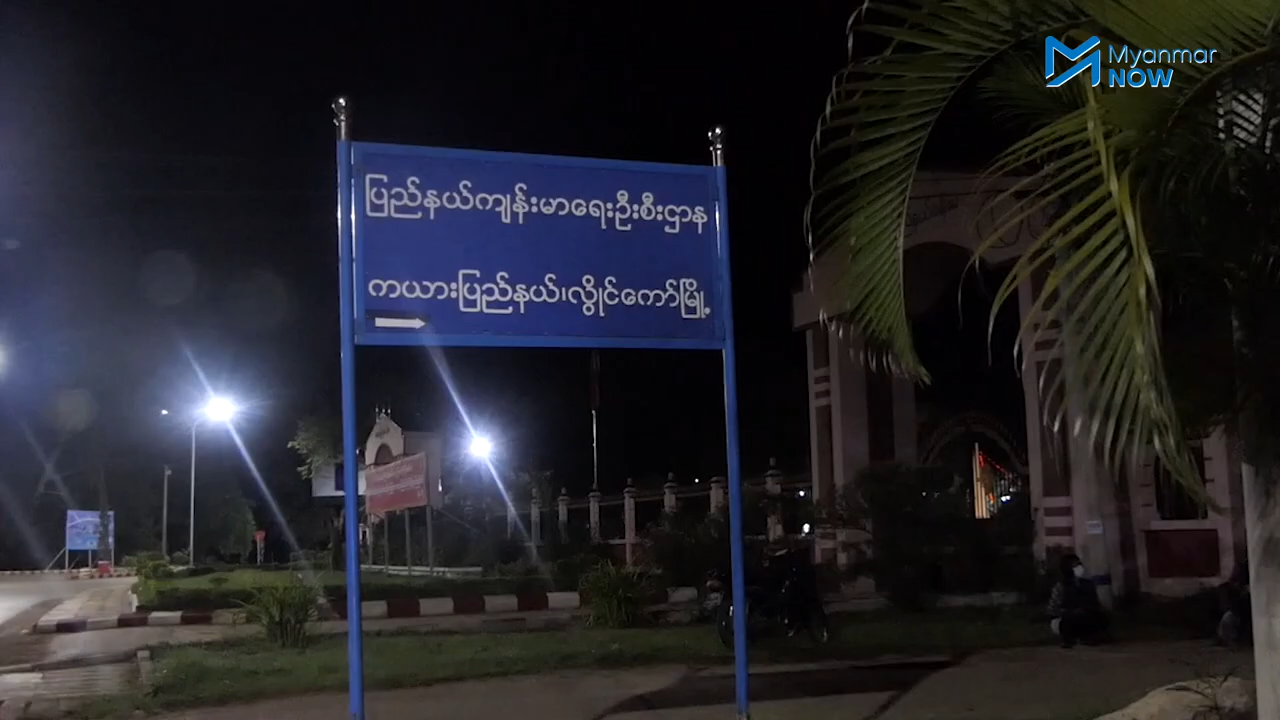 Myanmar
NOW
ပြည်နယ်ကျန်းမာရေးဦးစီးဌာန
ကယားပြည်နယ်၊လွိုင်ကော်မြို့